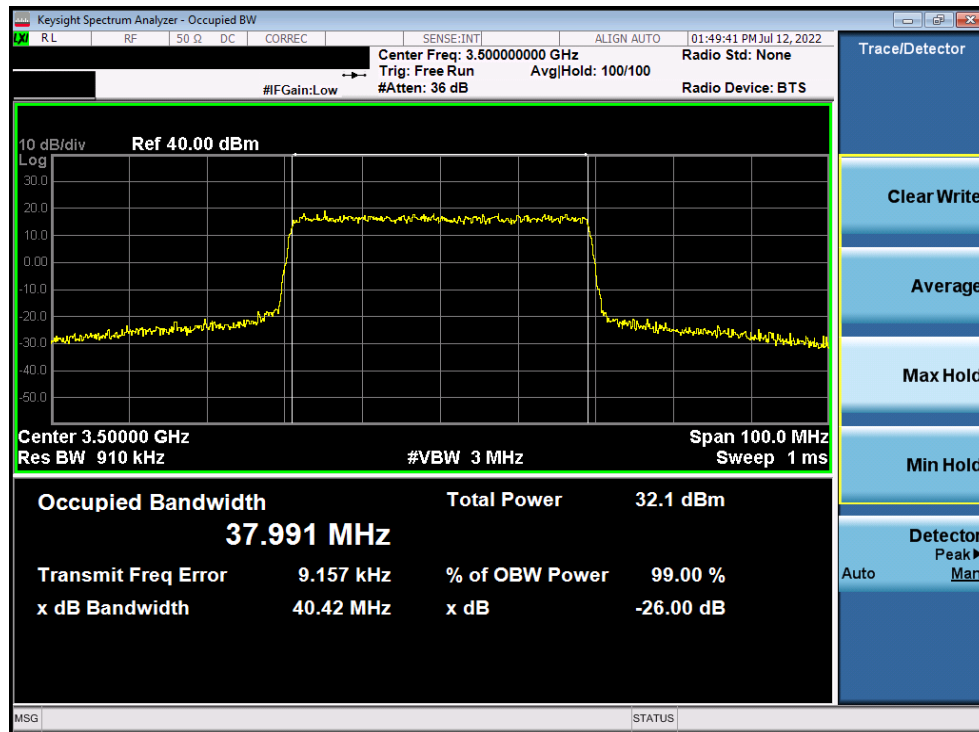 Keysight Spectrum Analyzer - Occupied BW
LXI RL RF 50 Ω DC CORREC SENSE:INT ALIGN AUTO 01:49:41 PM Jul 12, 2022
Center Freq: 3.500000000 GHz Radio Std: None
Trig: Free Run Avg|Hold: 100/100
#IFGain:Low #Atten: 36 dB Radio Device: BTS
Trace/Detector
10 dB/div Ref 40.00 dBm
Log
30.0
20.0
10.0
0.00
-10.0
-20.0
-30.0
-40.0
-50.0
Center 3.50000 GHz Span 100.0 MHz
Res BW 910 kHz #VBW 3 MHz Sweep 1 ms
Occupied Bandwidth Total Power 32.1 dBm
37.991 MHz
Transmit Freq Error 9.157 kHz % of OBW Power 99.00 %
x dB Bandwidth 40.42 MHz x dB -26.00 dB
Clear Write
Average
Max Hold
Min Hold
Detector
Peak▶
Auto Man
MSG STATUS